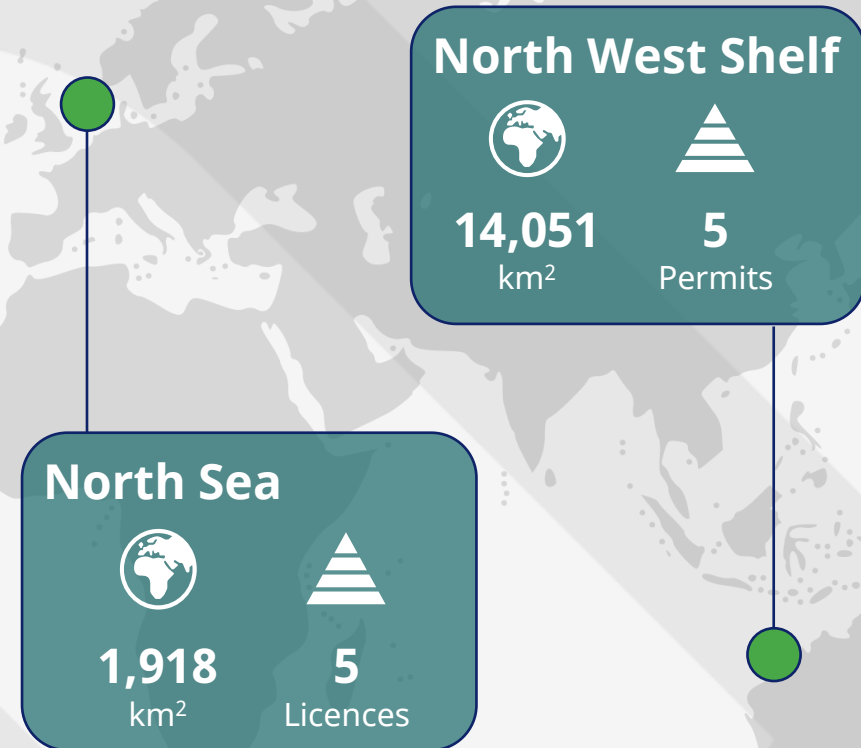 North West Shelf
14,051 5
km² Permits
North Sea
1,918 5
km² Licences